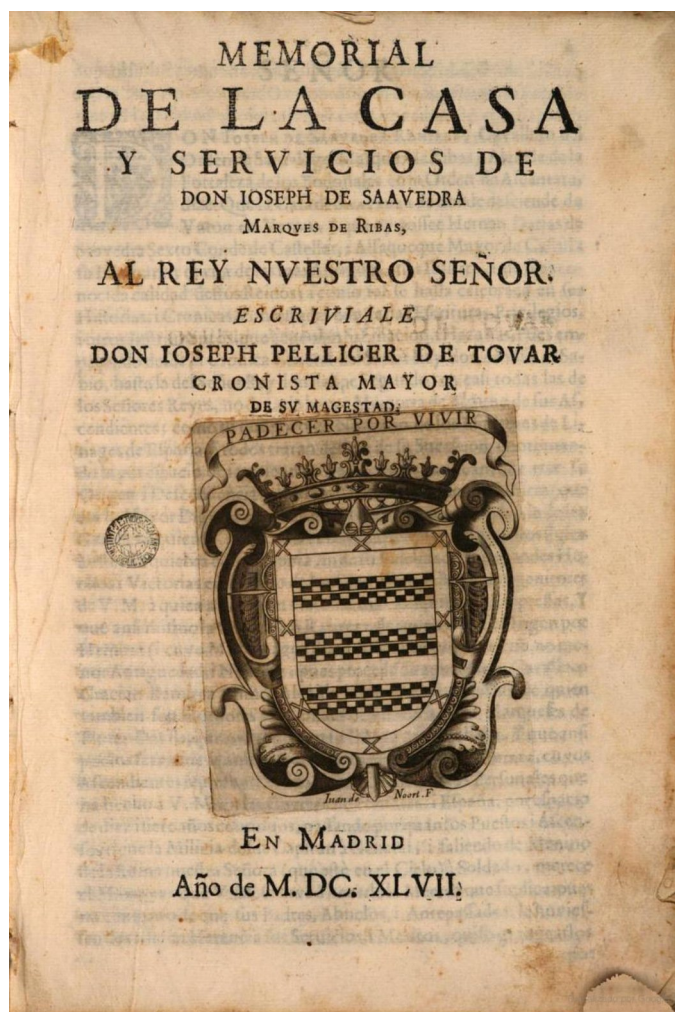 MEMORIAL
DE LA CASA
Y SERVICIOS DE
DON IOSEPH DE SAAVEDRA
MARQVES DE RIBAS,
AL REY NVESTRO SEÑOR.
ESCRIVIALE
DON IOSEPH PELLICER DE TOVAR
CRONISTA MAYOR
DE SV MAGESTAD.
PADECER POR VIVIR
Iuan de Noort. F
EN MADRID
Año de M. DC. XLVII.